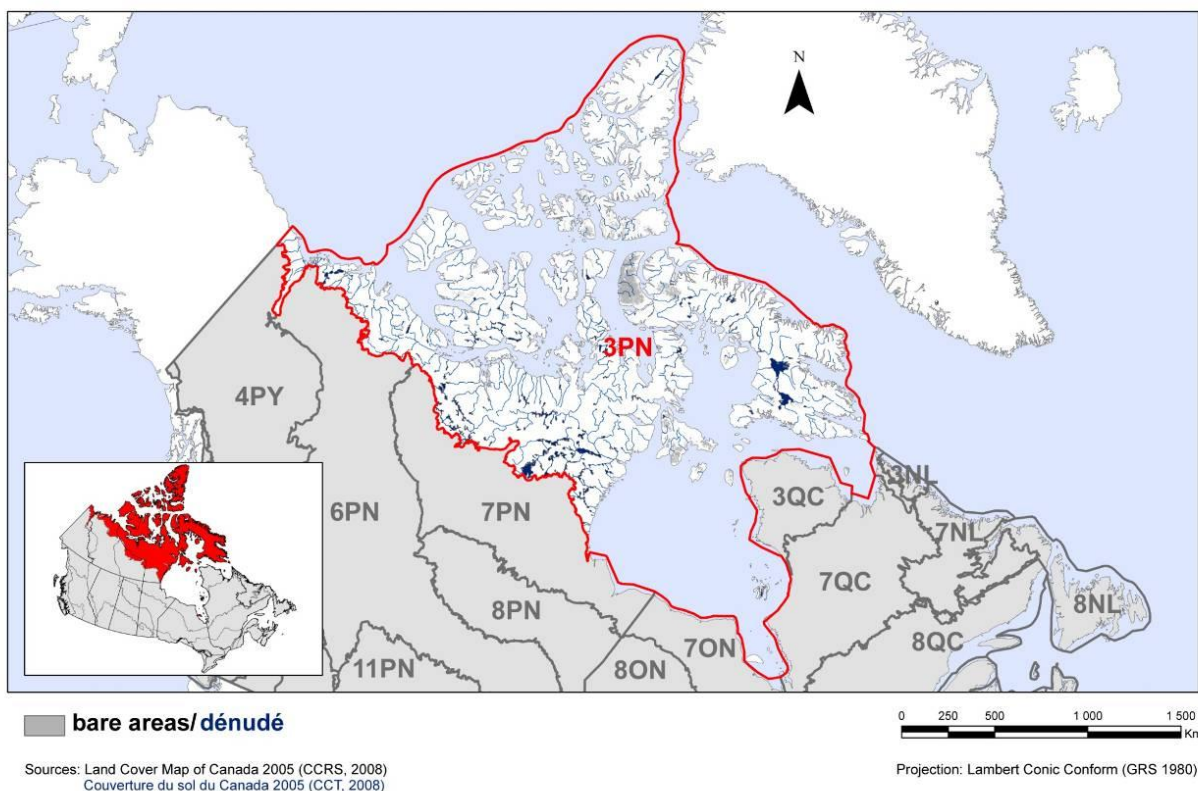 N
3PN
4PY
3QC
3NL
6PN
7PN
7NL
7QC
8PN
8NL
7ON
8QC
11PN
8ON
bare areas/ dénudé
0 250 500 1 000 1 500
Km
Sources: Land Cover Map of Canada 2005 (CCRS, 2008)
Couverture du sol du Canada 2005 (CCT, 2008)
Projection: Lambert Conic Conform (GRS 1980)